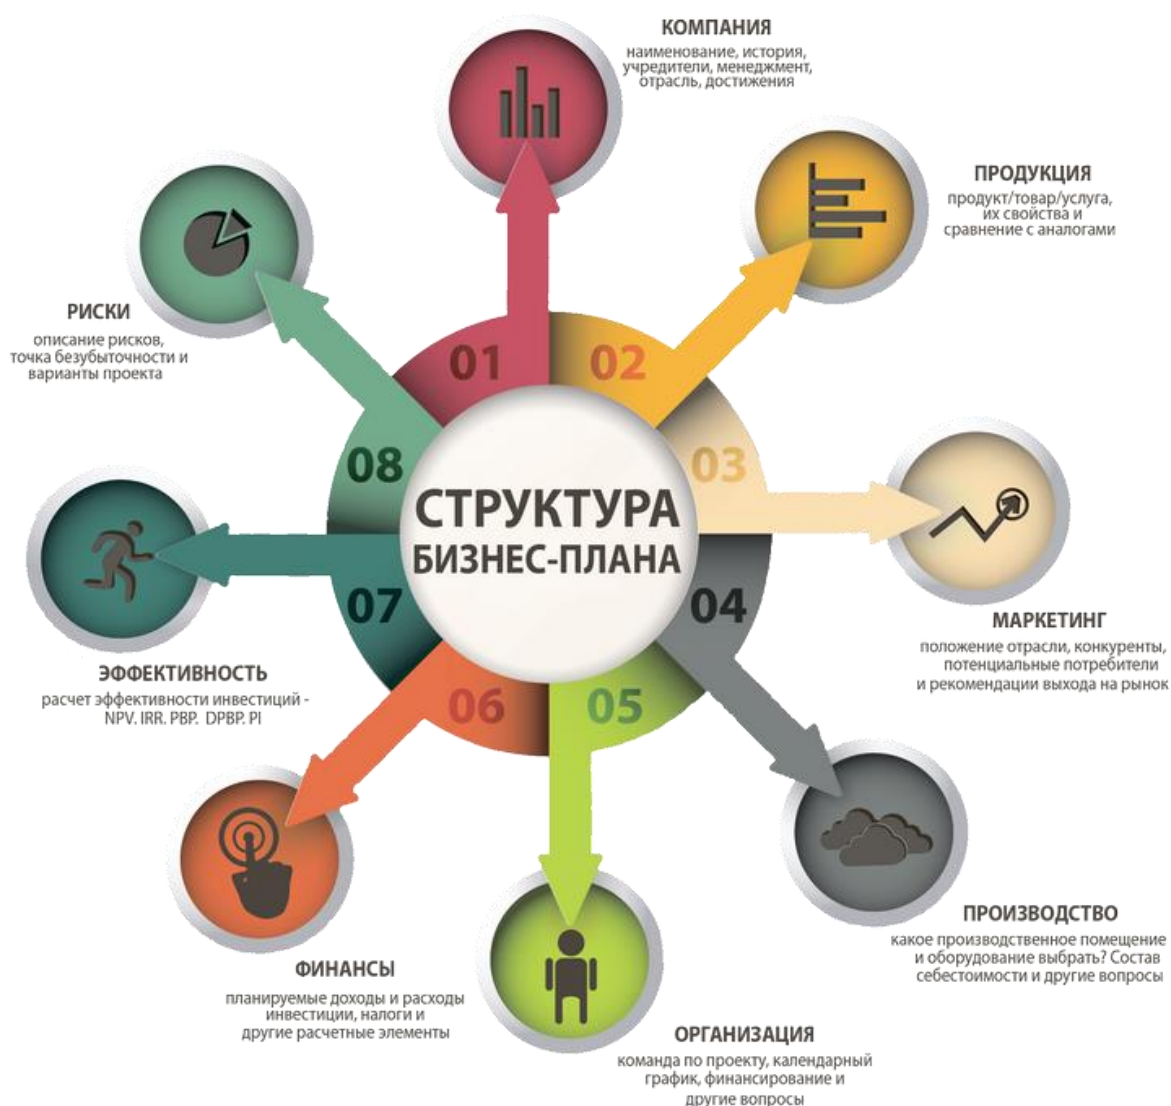 СТРУКТУРА
БИЗНЕС-ПЛАНА
01
КОМПАНИЯ
наименование, история,
учредители, менеджмент,
отрасль, достижения
02
ПРОДУКЦИЯ
продукт/товар/услуга,
их свойства и
сравнение с аналогами
03
МАРКЕТИНГ
положение отрасли, конкуренты,
потенциальные потребители
и рекомендации выхода на рынок
04
ПРОИЗВОДСТВО
какое производственное помещение
и оборудование выбрать? Состав
себестоимости и другие вопросы
05
ОРГАНИЗАЦИЯ
команда по проекту, календарный
график, финансирование и
другие вопросы
06
ФИНАНСЫ
планируемые доходы и расходы
инвестиции, налоги и
другие расчетные элементы
07
ЭФФЕКТИВНОСТЬ
расчет эффективности инвестиций -
NPV. IRR. PBP. DPBP. PI
08
РИСКИ
описание рисков,
точка безубыточности и
варианты проекта